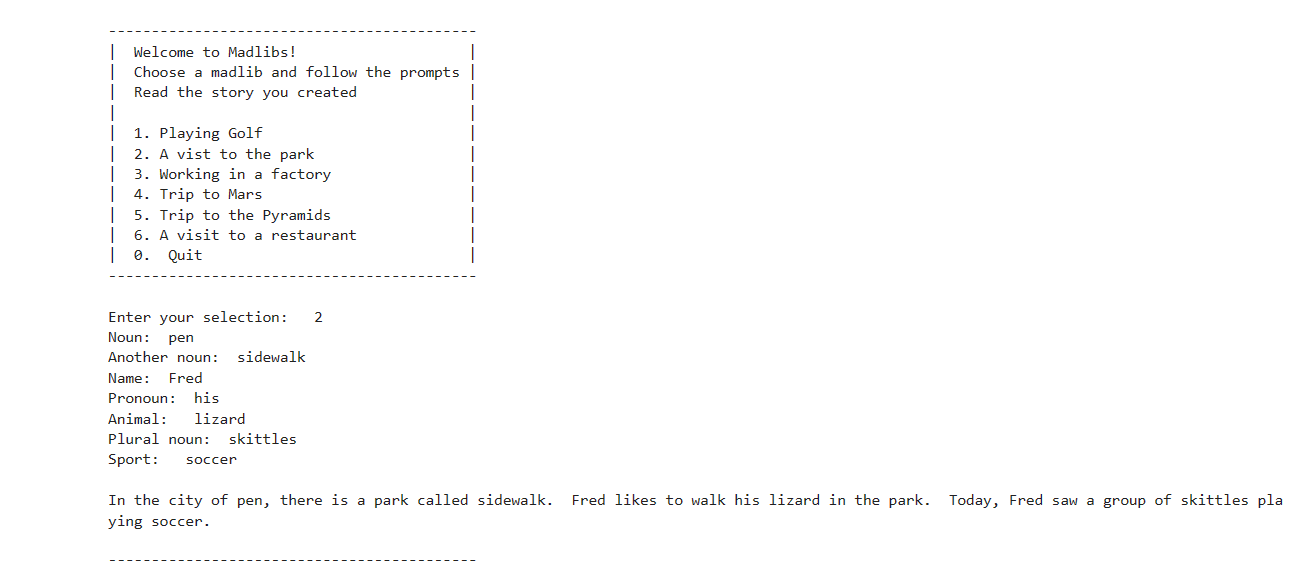 -------------------------------------------
|  Welcome to Madlibs!                    |
|  Choose a madlib and follow the prompts |
|  Read the story you created             |
|                                         |
|  1. Playing Golf                        |
|  2. A vist to the park                  |
|  3. Working in a factory                |
|  4. Trip to Mars                        |
|  5. Trip to the Pyramids                |
|  6. A visit to a restaurant             |
|  0.  Quit                               |
-------------------------------------------
Enter your selection:   2
Noun:  pen
Another noun:  sidewalk
Name:  Fred
Pronoun:  his
Animal:   lizard
Plural noun:  skittles
Sport:   soccer
In the city of pen, there is a park called sidewalk.  Fred likes to walk his lizard in the park.  Today, Fred saw a group of skittles pla
ying soccer.
-------------------------------------------